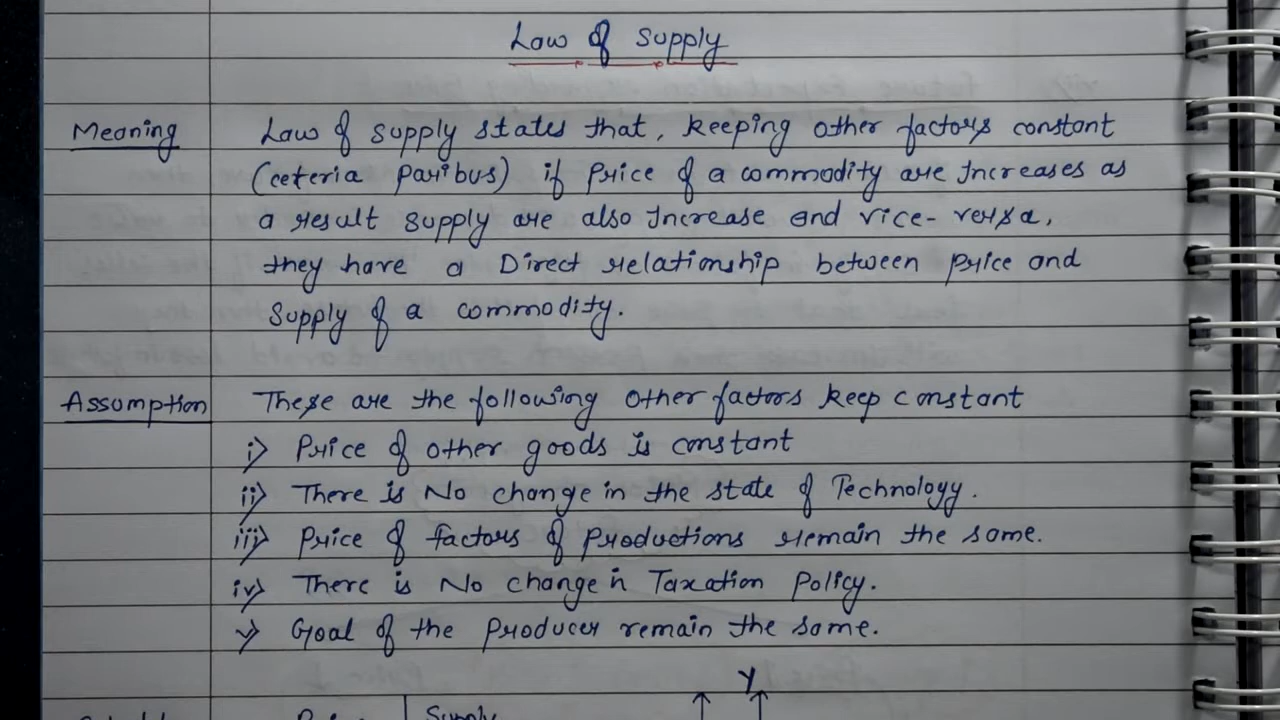 Law of Supply
Meaning
Law of supply states that, keeping other factors constant
(ceteria Paribus) if Price of a commodity are Increases as
a result supply are also Increase and vice-versa,
they have a Direct relationship between price and
supply of a commodity.
Assumption
These are the following other factors keep constant
i) Price of other goods is constant
ii) There is No change in the state of Technology.
iii) Price of factors of Productions remain the same.
iv) There is No change in Taxation Policy.
v) Goal of the Producer remain the same.
Y
Supply